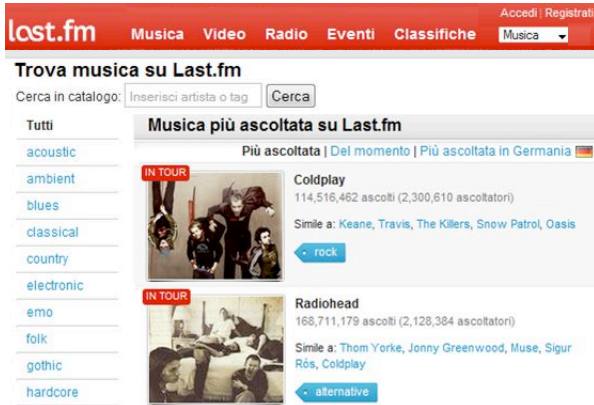 Accedi | Registrati
last.fm Musica Video Radio Eventi Classifiche Musica
Trova musica su Last.fm
Cerca in catalogo: Inserisci artista o tag Cerca
Tutti
acoustic
ambient
blues
classical
country
electronic
emo
folk
gothic
hardcore
Musica più ascoltata su Last.fm
Più ascoltata | Del momento | Più ascoltata in Germania
IN TOUR
Coldplay
114,516,462 ascolti (2,300,610 ascoltatori)
Simile a: Keane, Travis, The Killers, Snow Patrol, Oasis
rock
IN TOUR
Radiohead
168,711,179 ascolti (2,128,384 ascoltatori)
Simile a: Thom Yorke, Jonny Greenwood, Muse, Sigur
Rós, Coldplay
alternative